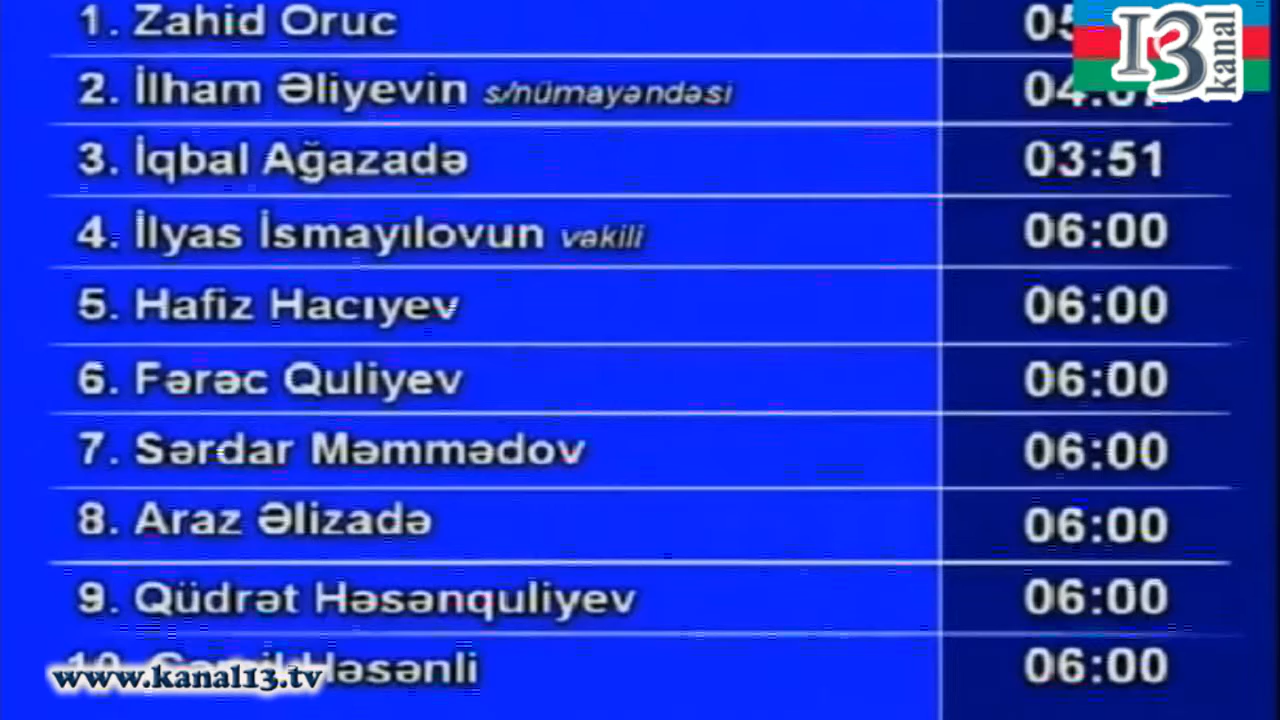 1. Zahid Oruc
13 kanal
2. İlham Əliyevin s/nümayəndəsi
3. İqbal Ağazadə 03:51
4. İlyas İsmayılovun vəkili 06:00
5. Hafiz Hacıyev 06:00
6. Fərəc Quliyev 06:00
7. Sərdar Məmmədov 06:00
8. Araz Əlizadə 06:00
9. Qüdrət Həsənquliyev 06:00
Həsənli 06:00
www.kanal13.tv